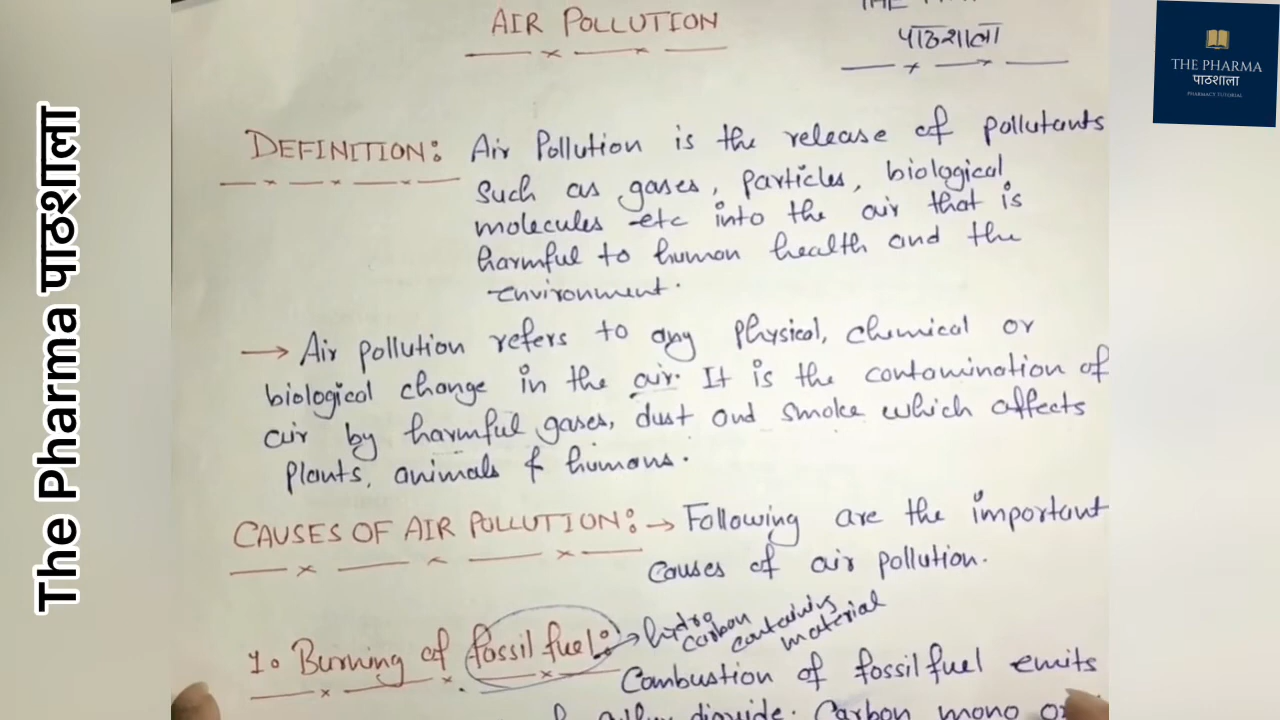 AIR POLLUTION
THE
पाठशाला
THE PHARMA
पाठशाला
PHARMACY TUTORIAL
The Pharma पाठशाला
DEFINITION: Air Pollution is the release of pollutants
such as gases, particles, biological
molecules etc into the air that is
harmful to human health and the
environment.
→ Air pollution refers to any physical, chemical or
biological change in the air. It is the contamination of
air by harmful gases, dust and smoke which affects
plants, animals & humans.
CAUSES OF AIR POLLUTION: → Following are the important
causes of air pollution.
1. Burning of fossil fuel: → hydro carbon containing material
Combustion of fossil fuel emits
dioxide. Carbon mono